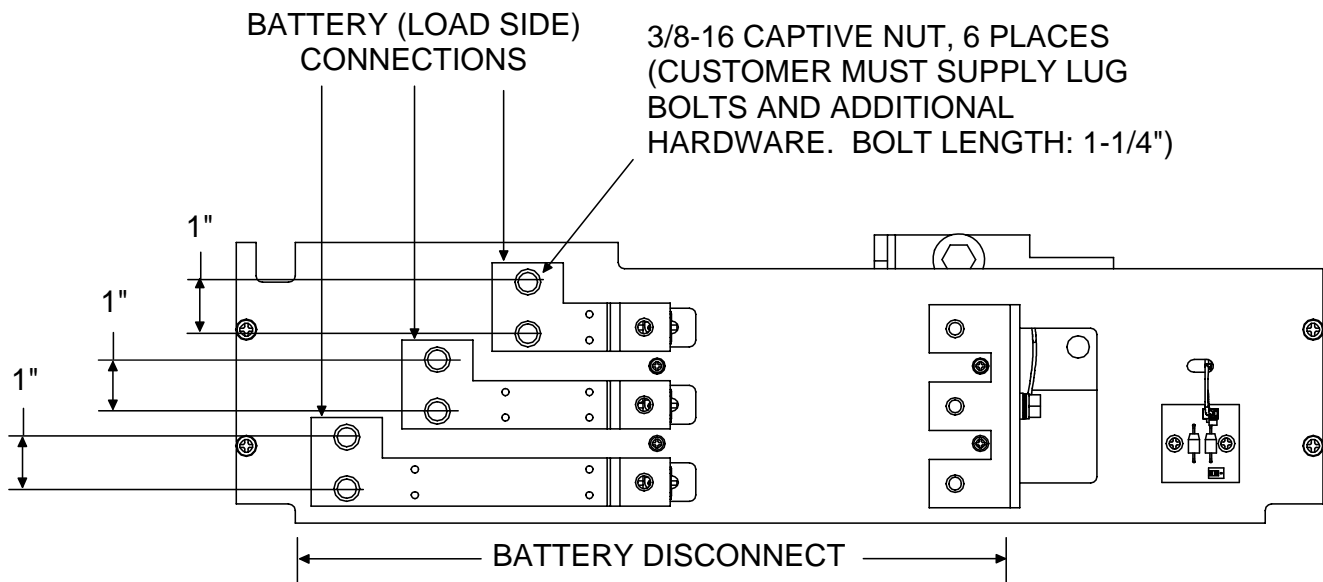 BATTERY (LOAD SIDE)
CONNECTIONS
3/8-16 CAPTIVE NUT, 6 PLACES
(CUSTOMER MUST SUPPLY LUG
BOLTS AND ADDITIONAL
HARDWARE.  BOLT LENGTH: 1-1/4")
1"
1"
1"
BATTERY DISCONNECT